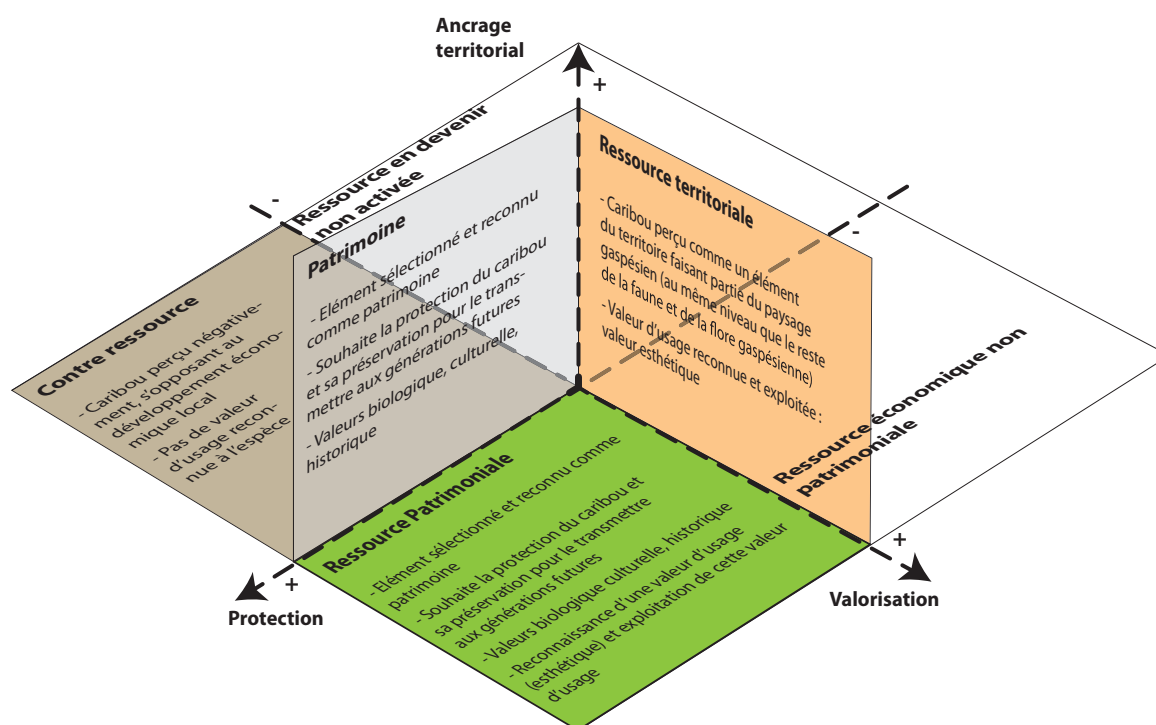 Ancrage
territorial
+
-
Ressource en devenir
non activée
Patrimoine
- Elément sélectionné et reconnu
comme patrimoine
- Souhaite la protection du caribou
et sa préservation pour le trans-
mettre aux générations futures
- Valeurs biologique, culturelle,
historique
Ressource territoriale
- Caribou perçu comme un élément
du territoire faisant partié du paysage
gaspésien (au même niveau que le reste
de la faune et de la flore gaspésienne)
- Valeur d'usage reconnue et exploitée :
valeur esthétique
-
Contre ressource
- Caribou perçu négative-
ment, s'opposant au
développement écono-
mique local
- Pas de valeur
d'usage recon-
nue à l'espèce
Ressource économique non
patrimoniale
Ressource Patrimoniale
- Elément sélectionné et reconnu comme
patrimoine
- Souhaite la protection du caribou et
sa préservation pour le transmettre
aux générations futures
- Valeurs biologique culturelle, historique
- Reconnaissance d'une valeur d'usage
(esthétique) et exploitation de cette valeur
d'usage
+
Protection
+
Valorisation